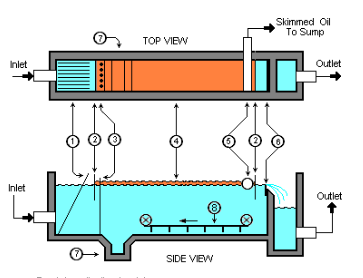 Skimmed Oil
To Sump
7
TOP VIEW
Inlet
Outlet
1
2
3
4
5
2
6
Inlet
8
Outlet
7
SIDE VIEW